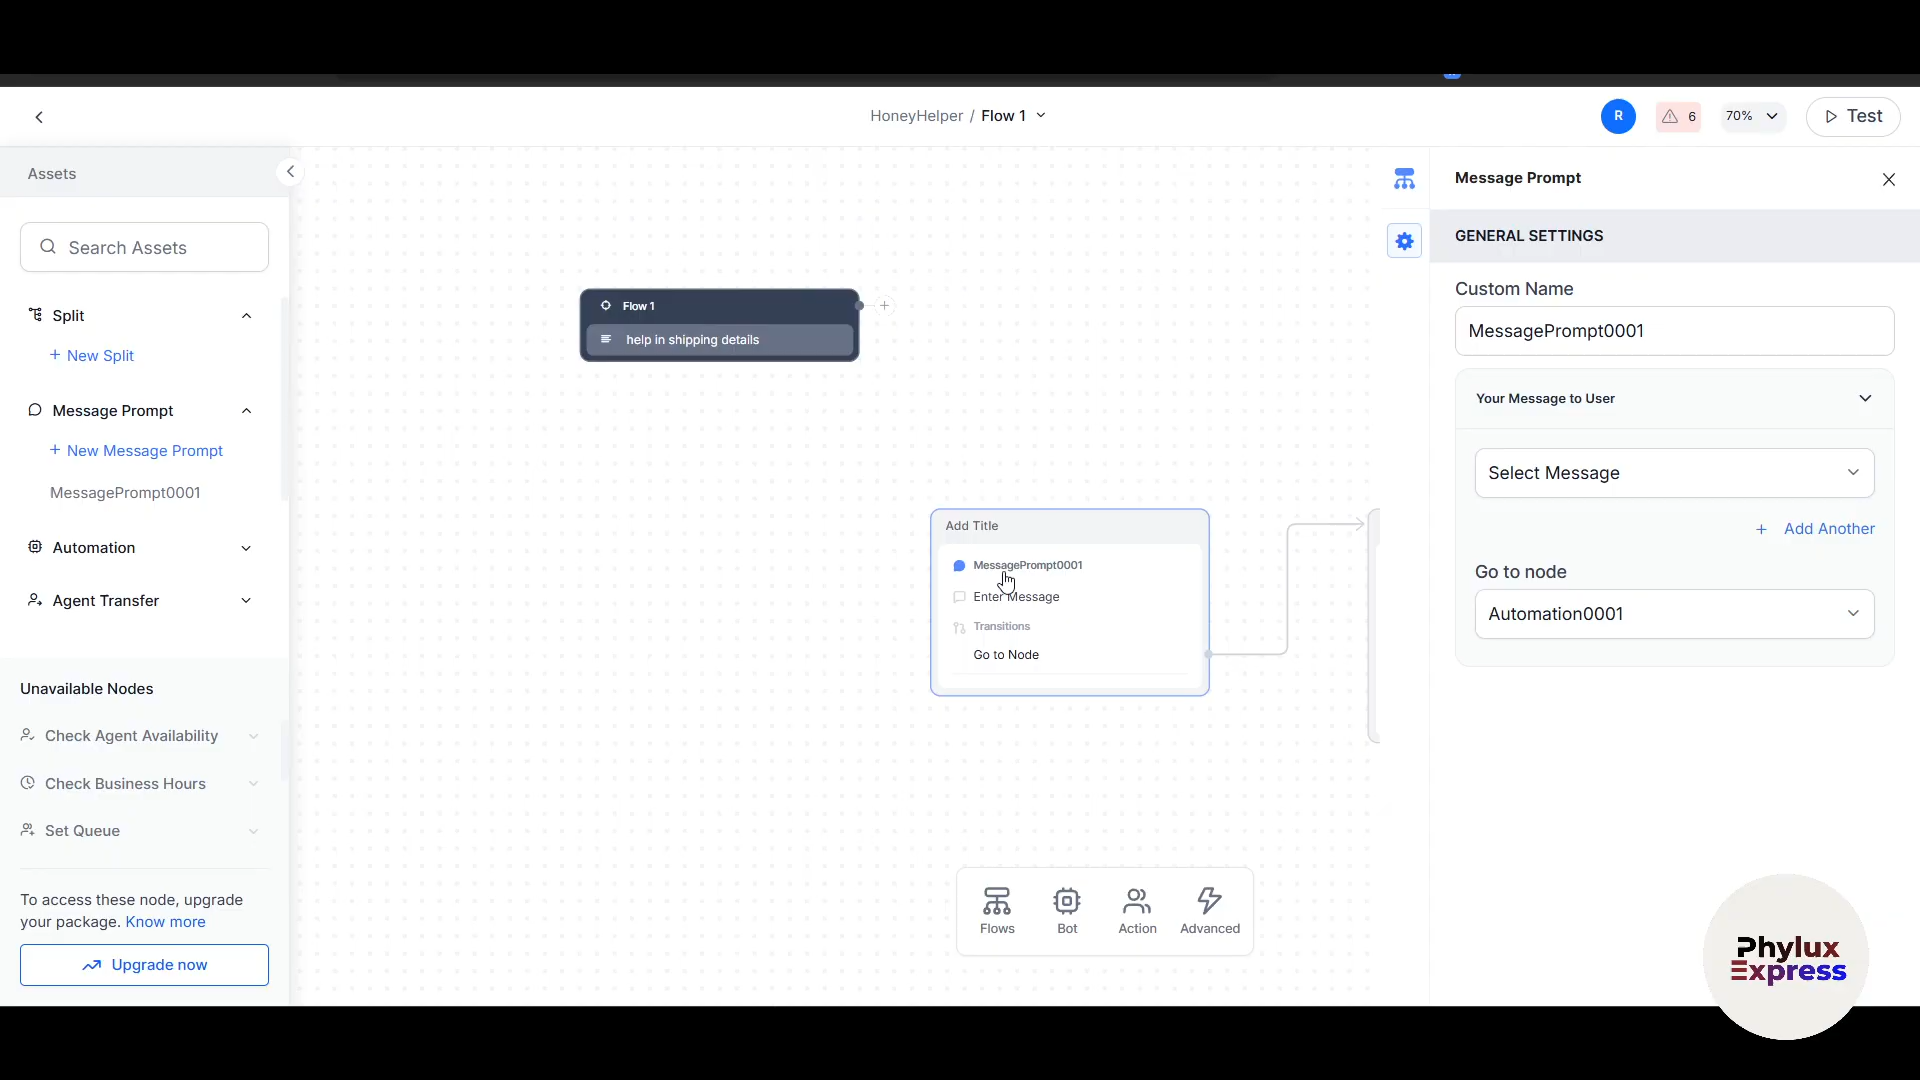 HoneyHelper / Flow 1
R
6
70%
Test
Assets
Search Assets
Split
+ New Split
Message Prompt
+ New Message Prompt
MessagePrompt0001
Automation
Agent Transfer
Unavailable Nodes
Check Agent Availability
Check Business Hours
Set Queue
To access these node, upgrade
your package. Know more
Upgrade now
Flow 1
help in shipping details
Add Title
MessagePrompt0001
Enter Message
Transitions
Go to Node
Flows
Bot
Action
Advanced
Message Prompt
GENERAL SETTINGS
Custom Name
MessagePrompt0001
Your Message to User
Select Message
+ Add Another
Go to node
Automation0001
Phylux
Express